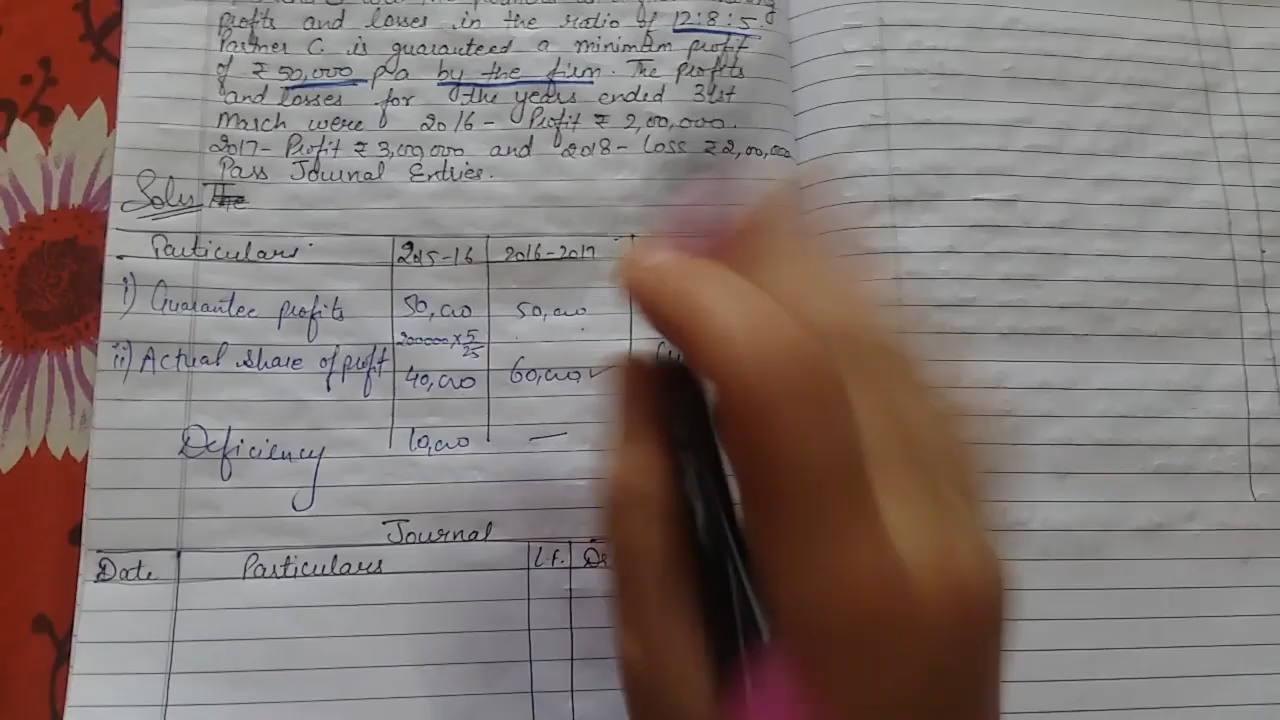 profits and losses in the ratio of 12:8:5.
Partner C. is guaranteed a minimum profit
of ₹ 50,000 p.a by the firm. The profits
and losses for the years ended 31st
March were 2016 - Profit ₹ 2,00,000.
2017 - Profit ₹ 3,00,000 and 2018 - Loss ₹ 2,00,000
Pass Journal Entries.
Soln The
Particulars 2015-16 2016-2017
i) Guarantee profits 50,000 50,000
200000 × 5/25
ii) Actual share of profit 40,000 60,000 ✓
Deficiency 10,000 —
Journal
Date Particulars L.F. Dr